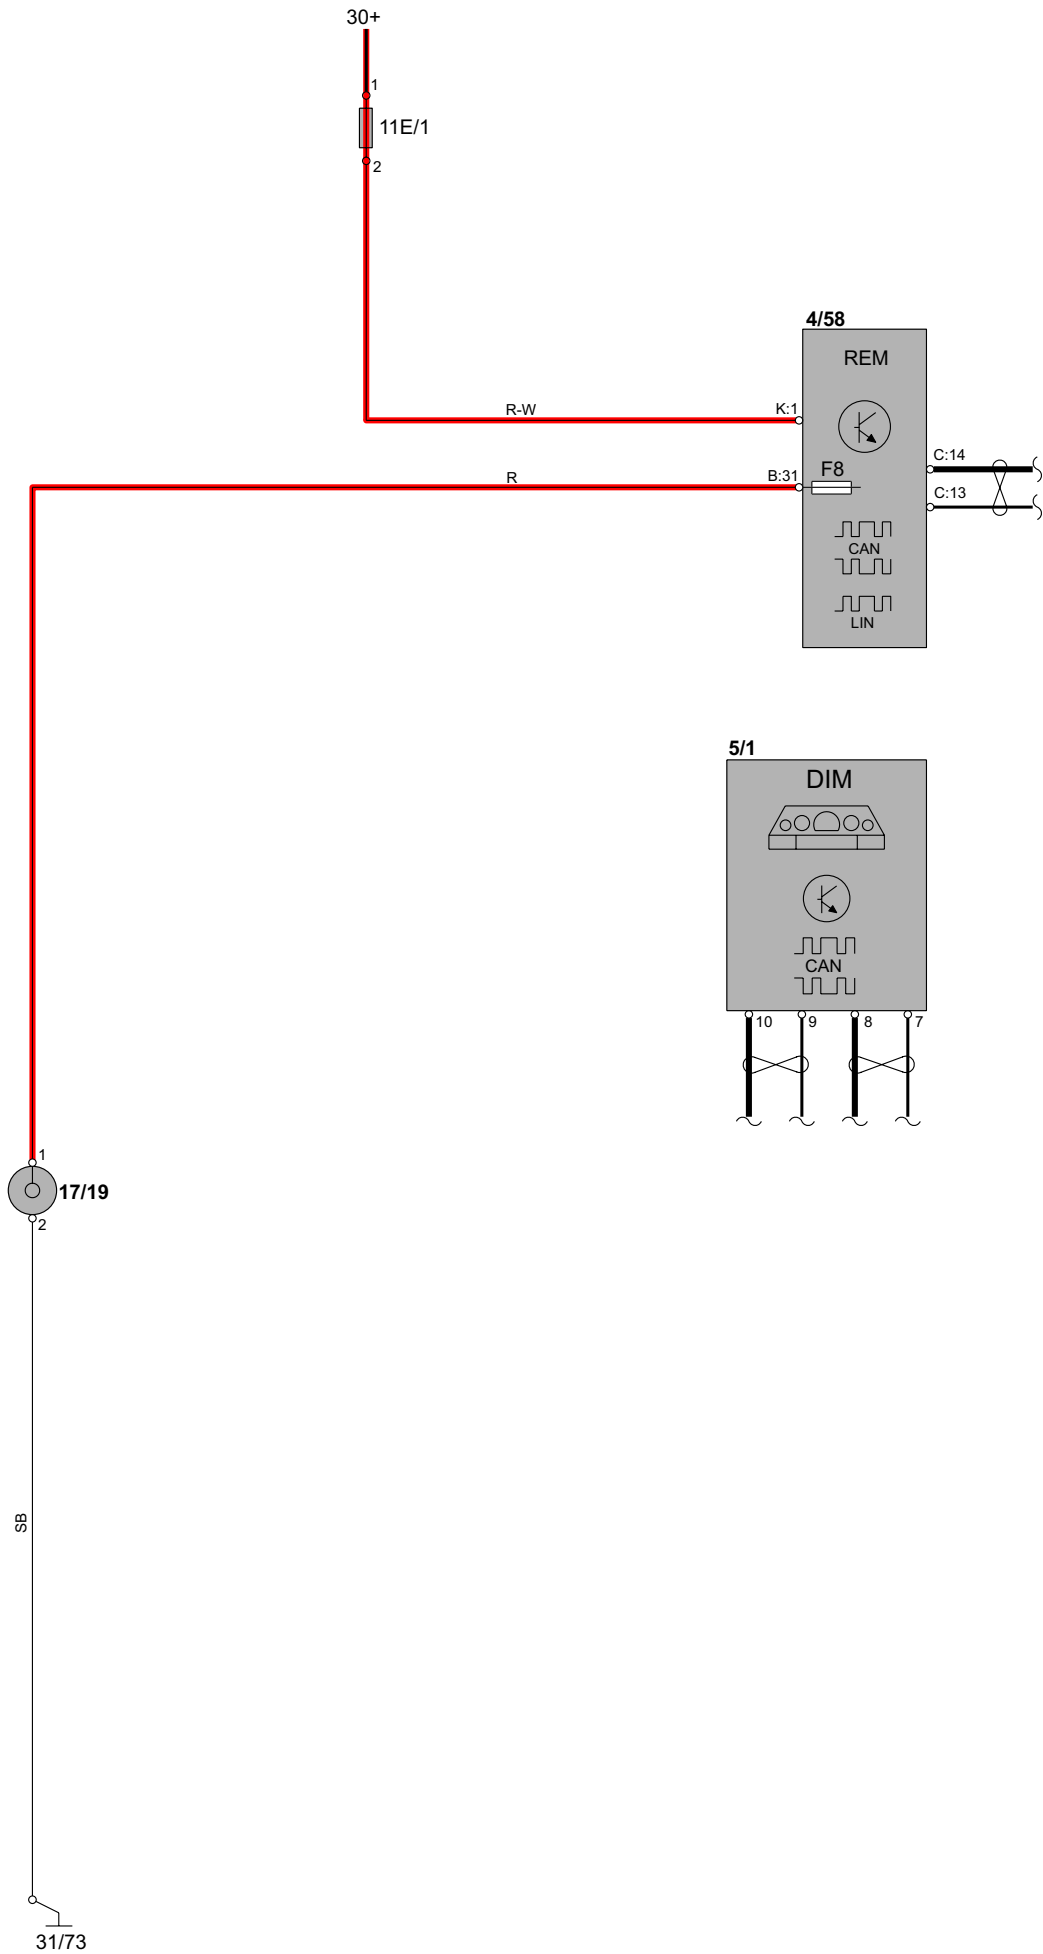 30+
1
11E/1
2
4/58
REM
R-W
K:1
C:14
F8
R
B:31
C:13
CAN
LIN
5/1
DIM
CAN
10
9
8
7
1
17/19
2
SB
31/73